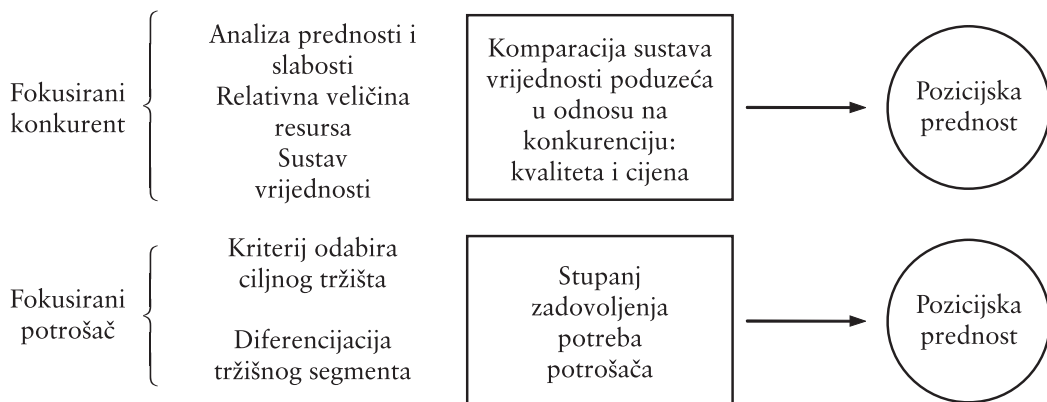 Fokusirani
konkurent
Analiza prednosti i
slabosti
Relativna veličina
resursa
Sustav
vrijednosti
Komparacija sustava
vrijednosti poduzeća
u odnosu na
konkurenciju:
kvaliteta i cijena
Pozicijska
prednost
Fokusirani
potrošač
Kriterij odabira
ciljnog tržišta
Diferencijacija
tržišnog segmenta
Stupanj
zadovoljenja
potreba
potrošača
Pozicijska
prednost